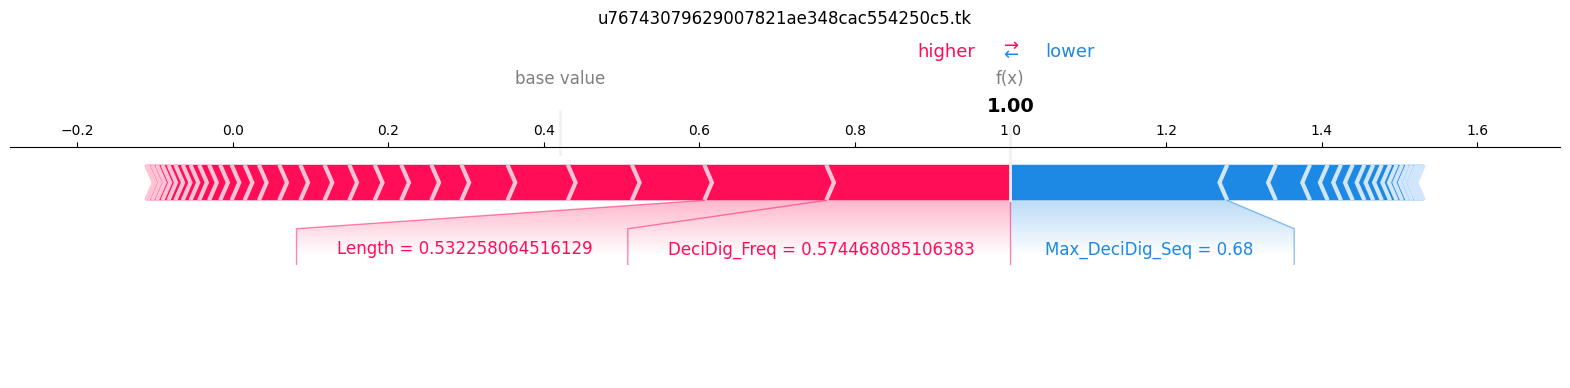 u76743079629007821ae348cac554250c5.tk
higher ⇄ lower
base value f(x)
1.00
−0.2 0.0 0.2 0.4 0.6 0.8 1.0 1.2 1.4 1.6
Length = 0.532258064516129 DeciDig_Freq = 0.574468085106383 Max_DeciDig_Seq = 0.68